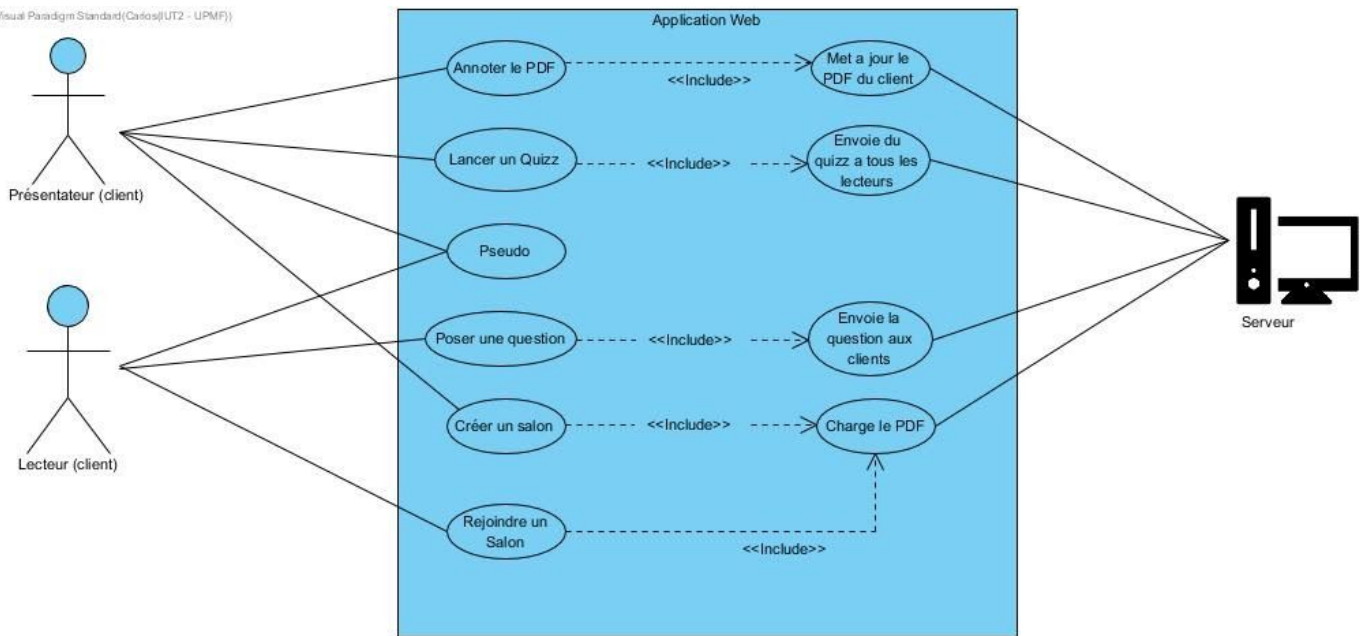 Visual Paradigm Standard(Carlos(IUT2 - UPMF))
Application Web
Annoter le PDF
<<Include>>
Met a jour le
PDF du client
Présentateur (client)
Lancer un Quizz
<<Include>>
Envoie du
quizz a tous les
lecteurs
Pseudo
Serveur
Poser une question
<<Include>>
Envoie la
question aux
clients
Lecteur (client)
Créer un salon
<<Include>>
Charge le PDF
Rejoindre un
Salon
<<Include>>